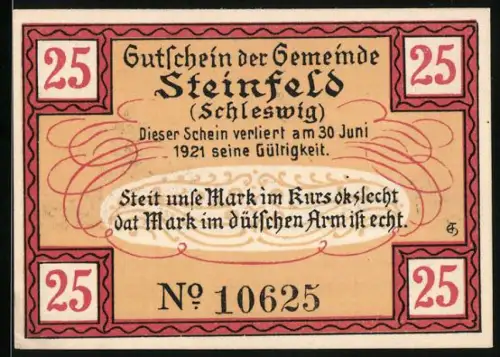 25 Gutschein der Gemeinde 25
Steinfeld
(Schleswig)
Dieser Schein verliert am 30 Juni
1921 seine Gülrigkeit.
Steit unse Mark im Kurs ok slecht
dat Mark im dütschen Arm ist echt.
25 Nº 10625 25